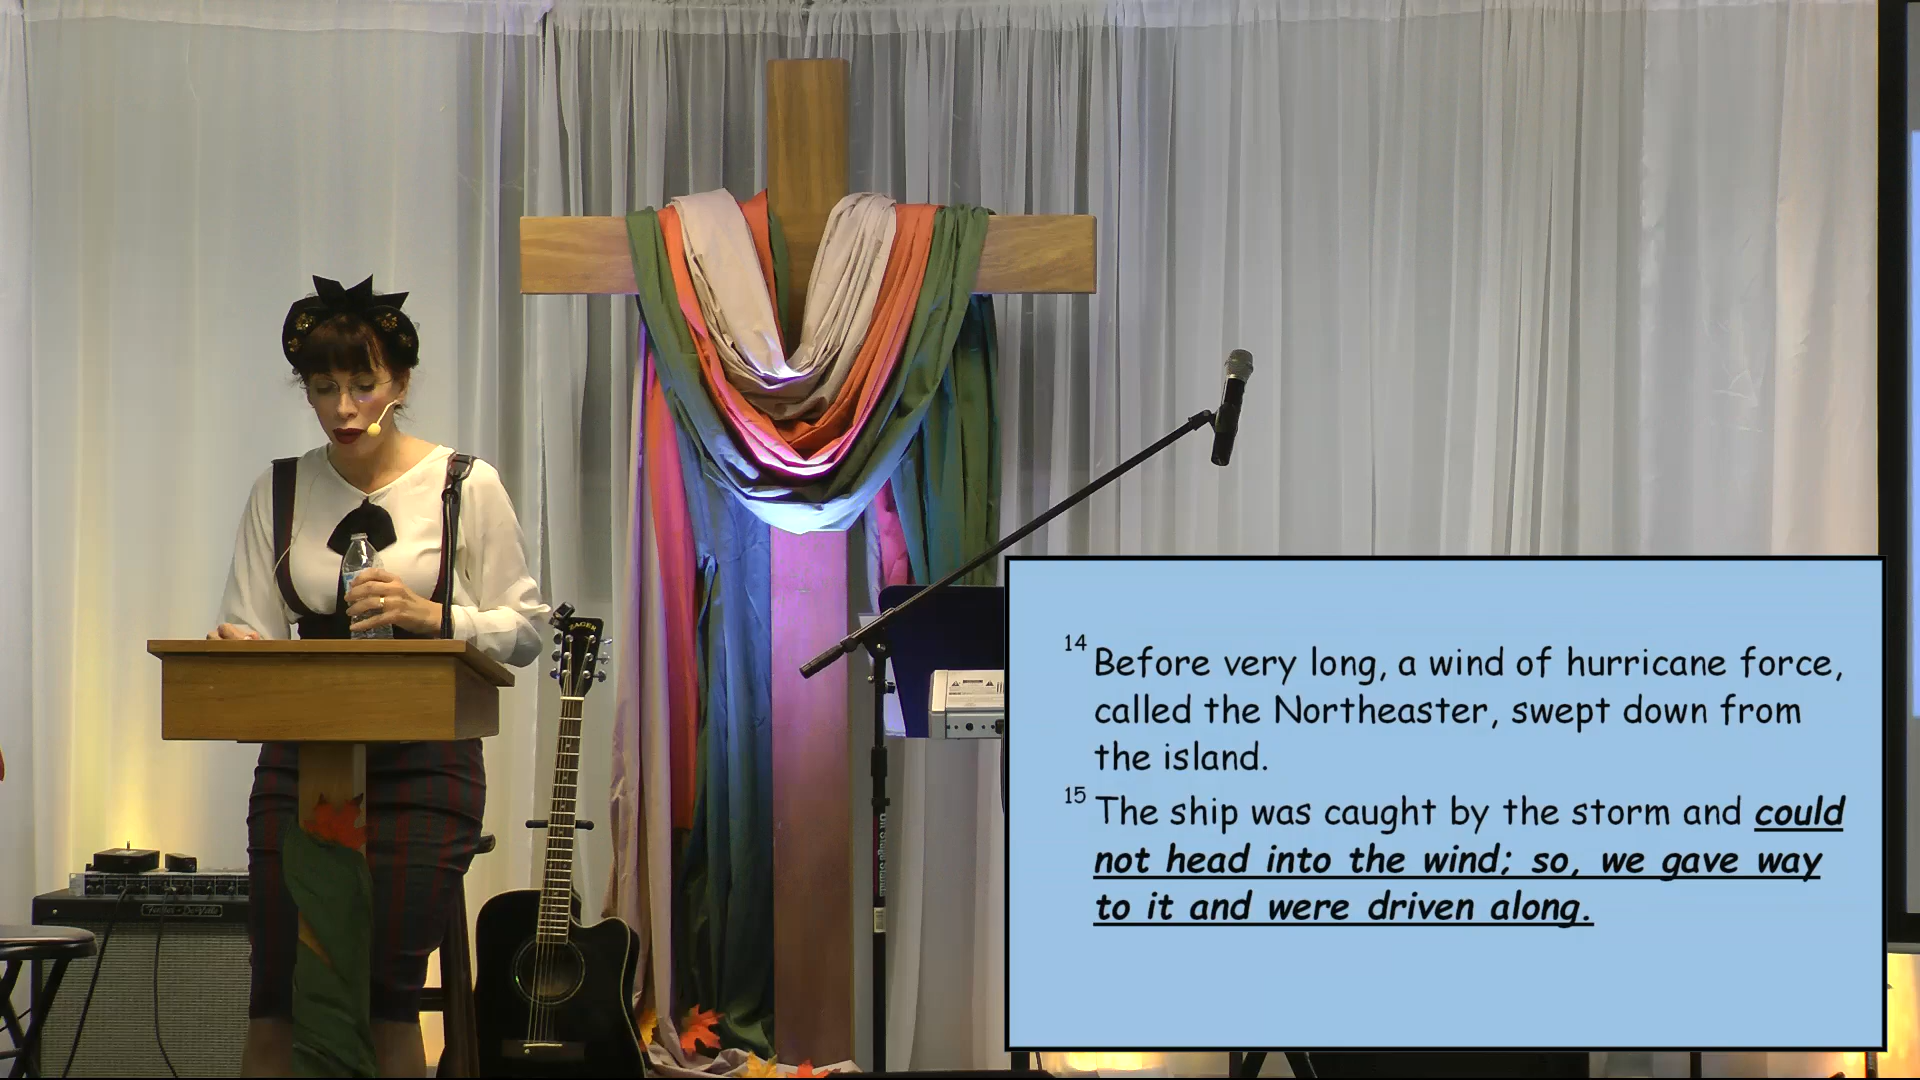 14 Before very long, a wind of hurricane force,
called the Northeaster, swept down from
the island.
15 The ship was caught by the storm and could
not head into the wind; so, we gave way
to it and were driven along.
ZAGER